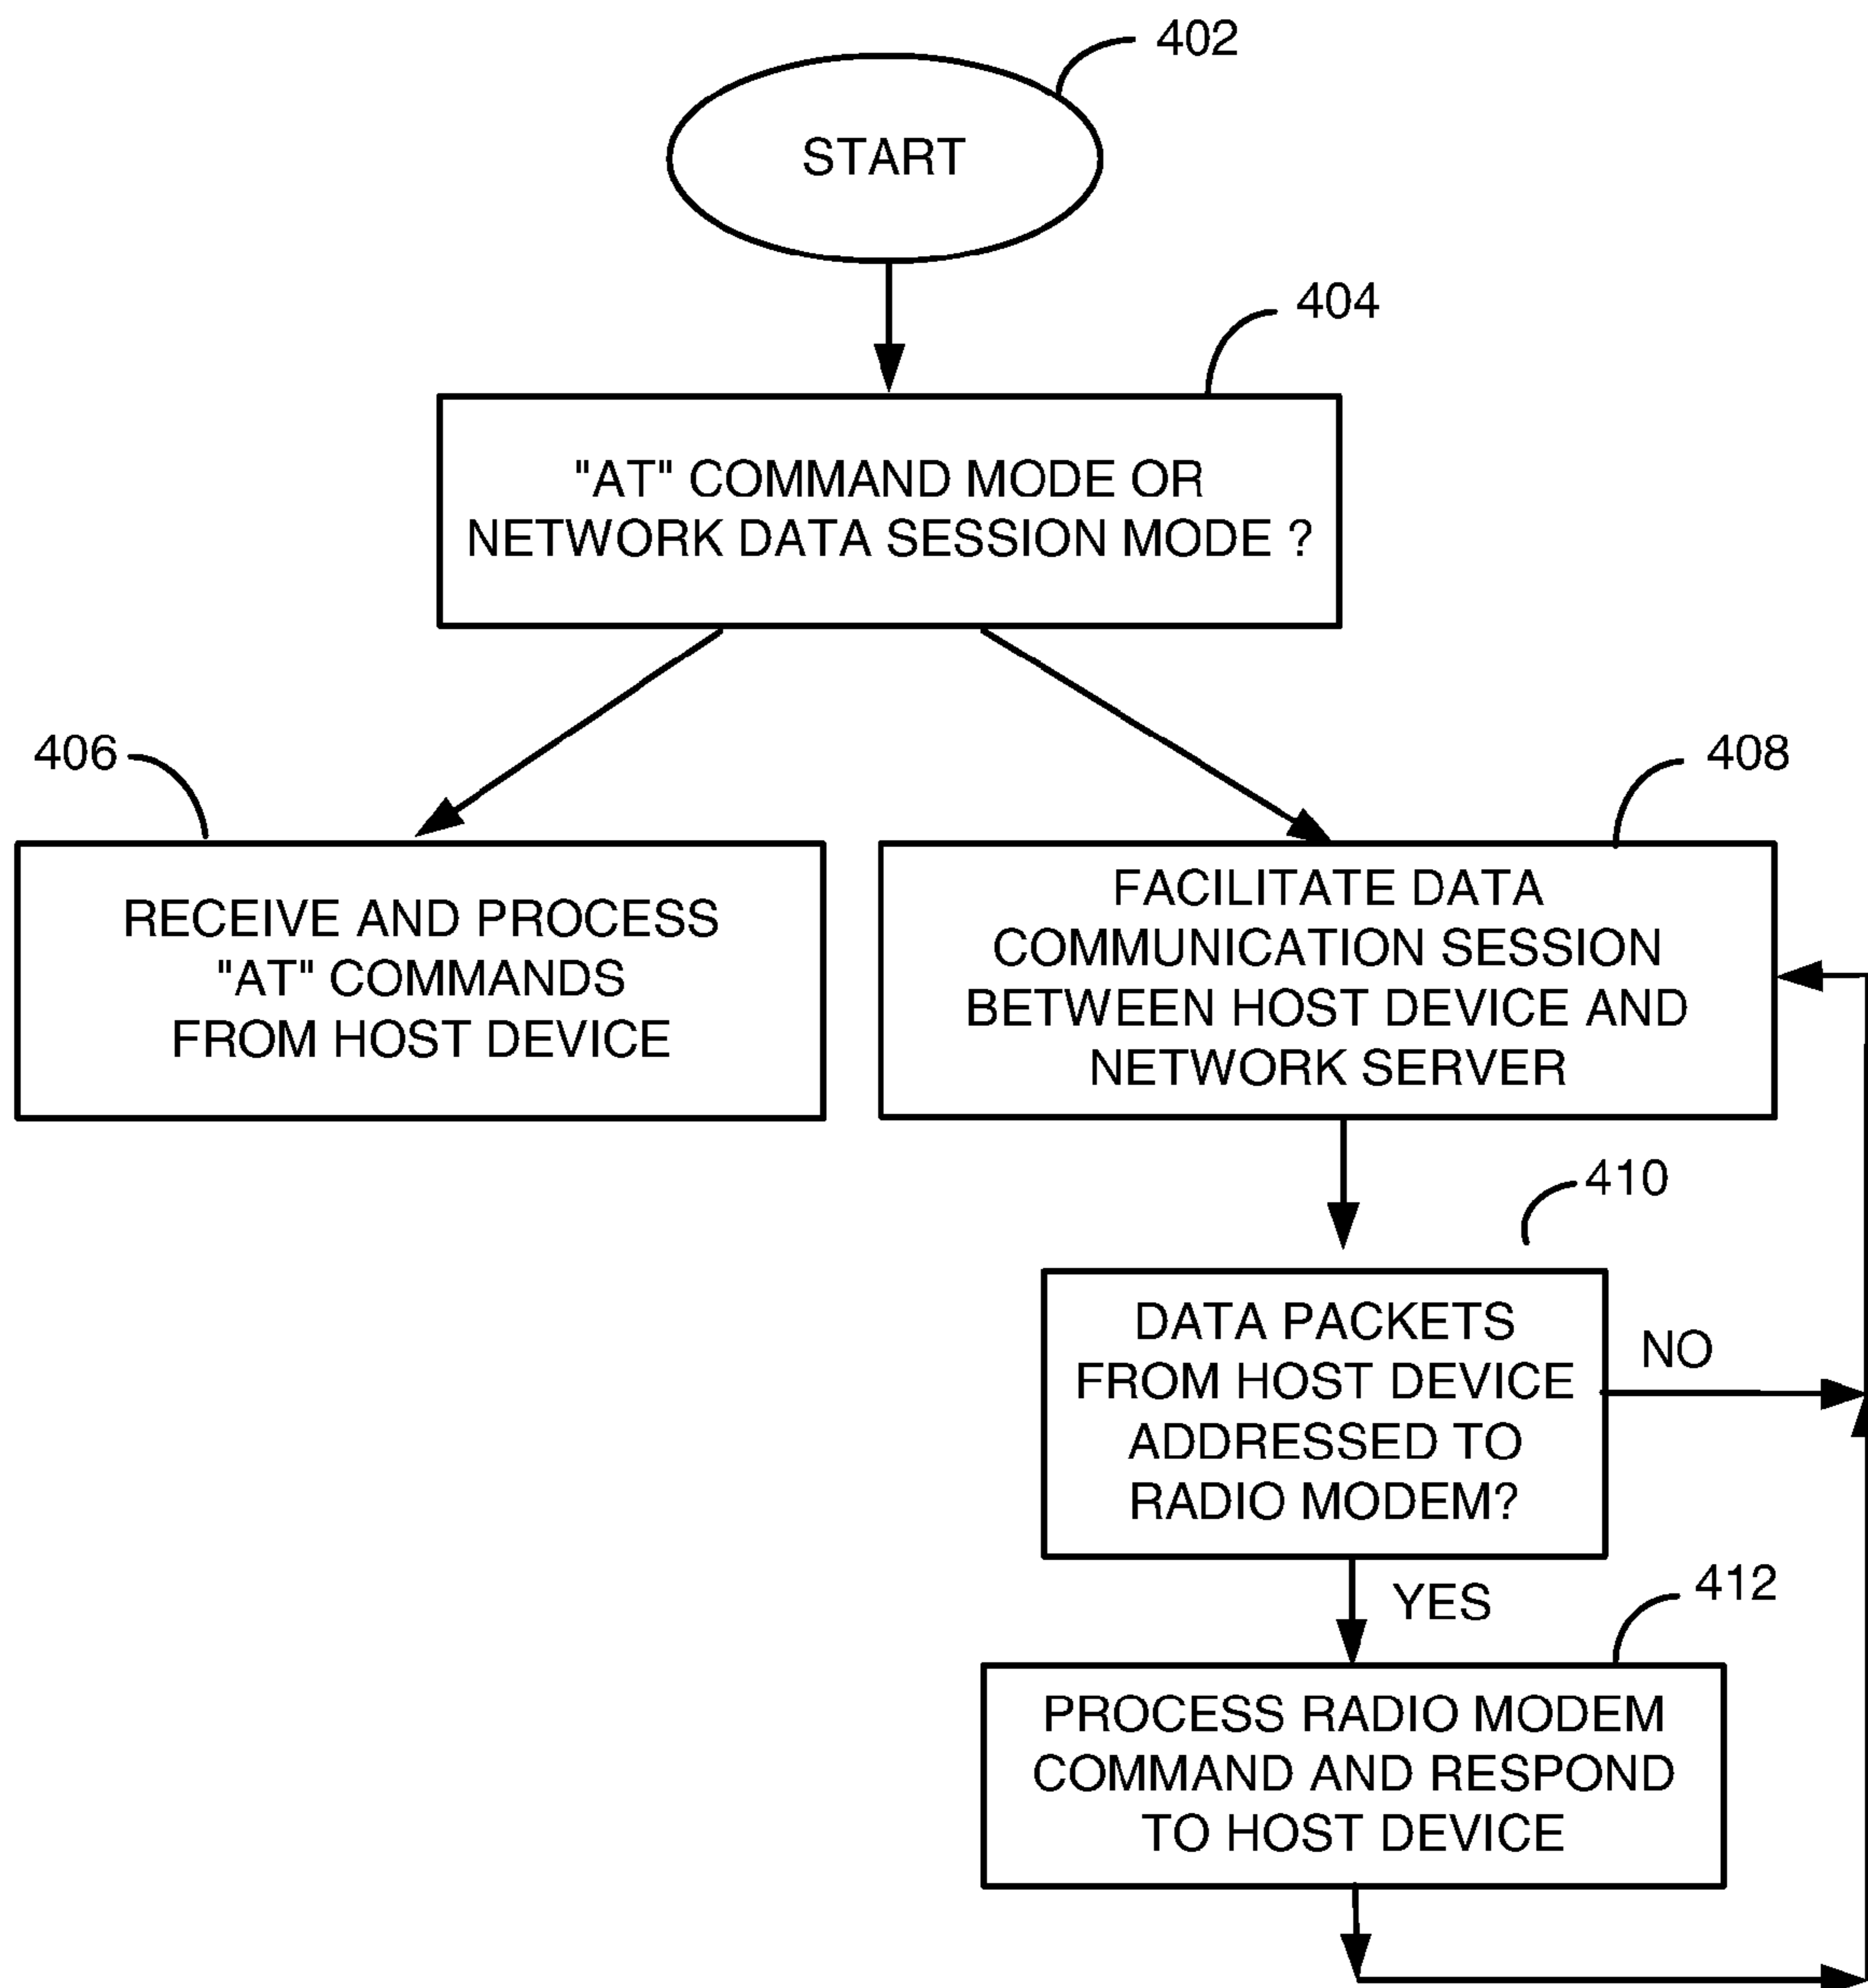 402
START
404
"AT" COMMAND MODE OR
NETWORK DATA SESSION MODE ?
406
408
RECEIVE AND PROCESS
"AT" COMMANDS
FROM HOST DEVICE
FACILITATE DATA
COMMUNICATION SESSION
BETWEEN HOST DEVICE AND
NETWORK SERVER
410
DATA PACKETS
FROM HOST DEVICE
ADDRESSED TO
RADIO MODEM?
NO
YES
412
PROCESS RADIO MODEM
COMMAND AND RESPOND
TO HOST DEVICE